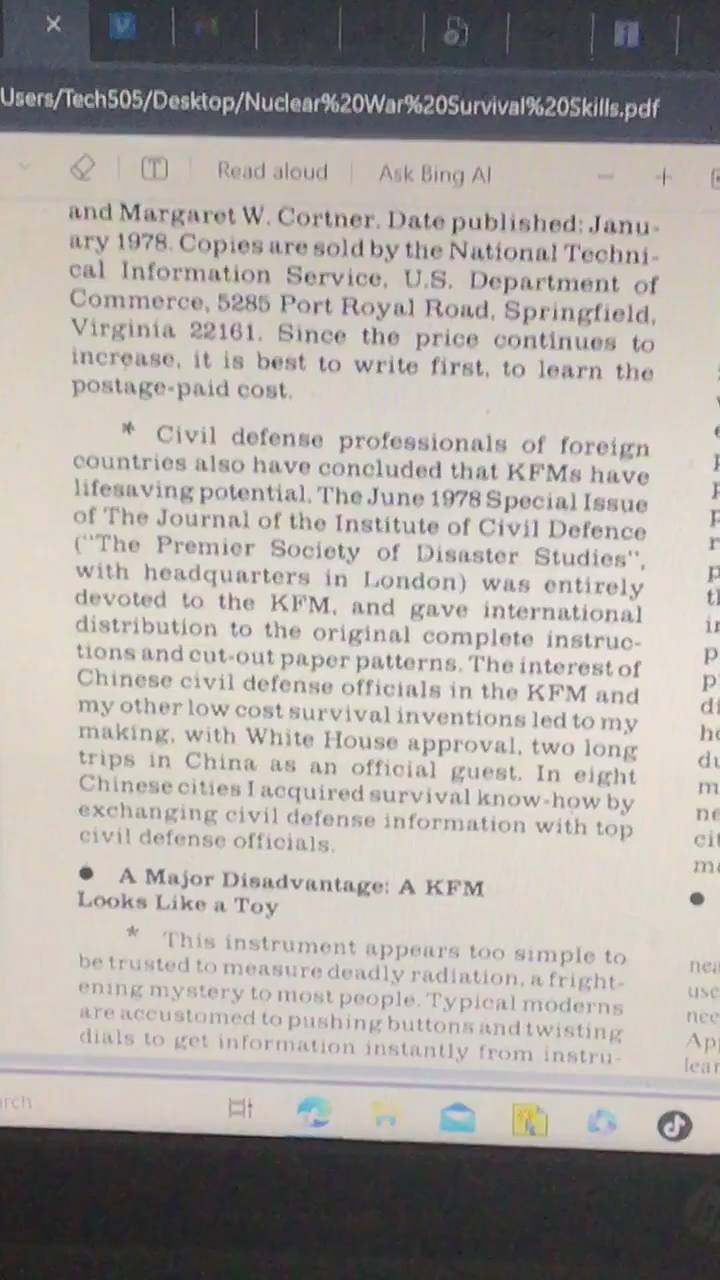 Users/Tech505/Desktop/Nuclear%20War%20Survival%20Skills.pdf
Read aloud
Ask Bing AI
and Margaret W. Cortner. Date published: Janu-
ary 1978. Copies are sold by the National Techni-
cal Information Service, U.S. Department of
Commerce, 5285 Port Royal Road, Springfield,
Virginia 22161. Since the price continues to
increase, it is best to write first, to learn the
postage-paid cost.
* Civil defense professionals of foreign
countries also have concluded that KFMs have
lifesaving potential. The June 1978 Special Issue
of The Journal of the Institute of Civil Defence
("The Premier Society of Disaster Studies",
with headquarters in London) was entirely
devoted to the KFM, and gave international
distribution to the original complete instruc-
tions and cut-out paper patterns. The interest of
Chinese civil defense officials in the KFM and
my other low cost survival inventions led to my
making, with White House approval, two long
trips in China as an official guest. In eight
Chinese cities I acquired survival know-how by
exchanging civil defense information with top
civil defense officials.
● A Major Disadvantage: A KFM
Looks Like a Toy
* This instrument appears too simple to
be trusted to measure deadly radiation, a fright-
ening mystery to most people. Typical moderns
are accustomed to pushing buttons and twisting
dials to get information instantly from instru-